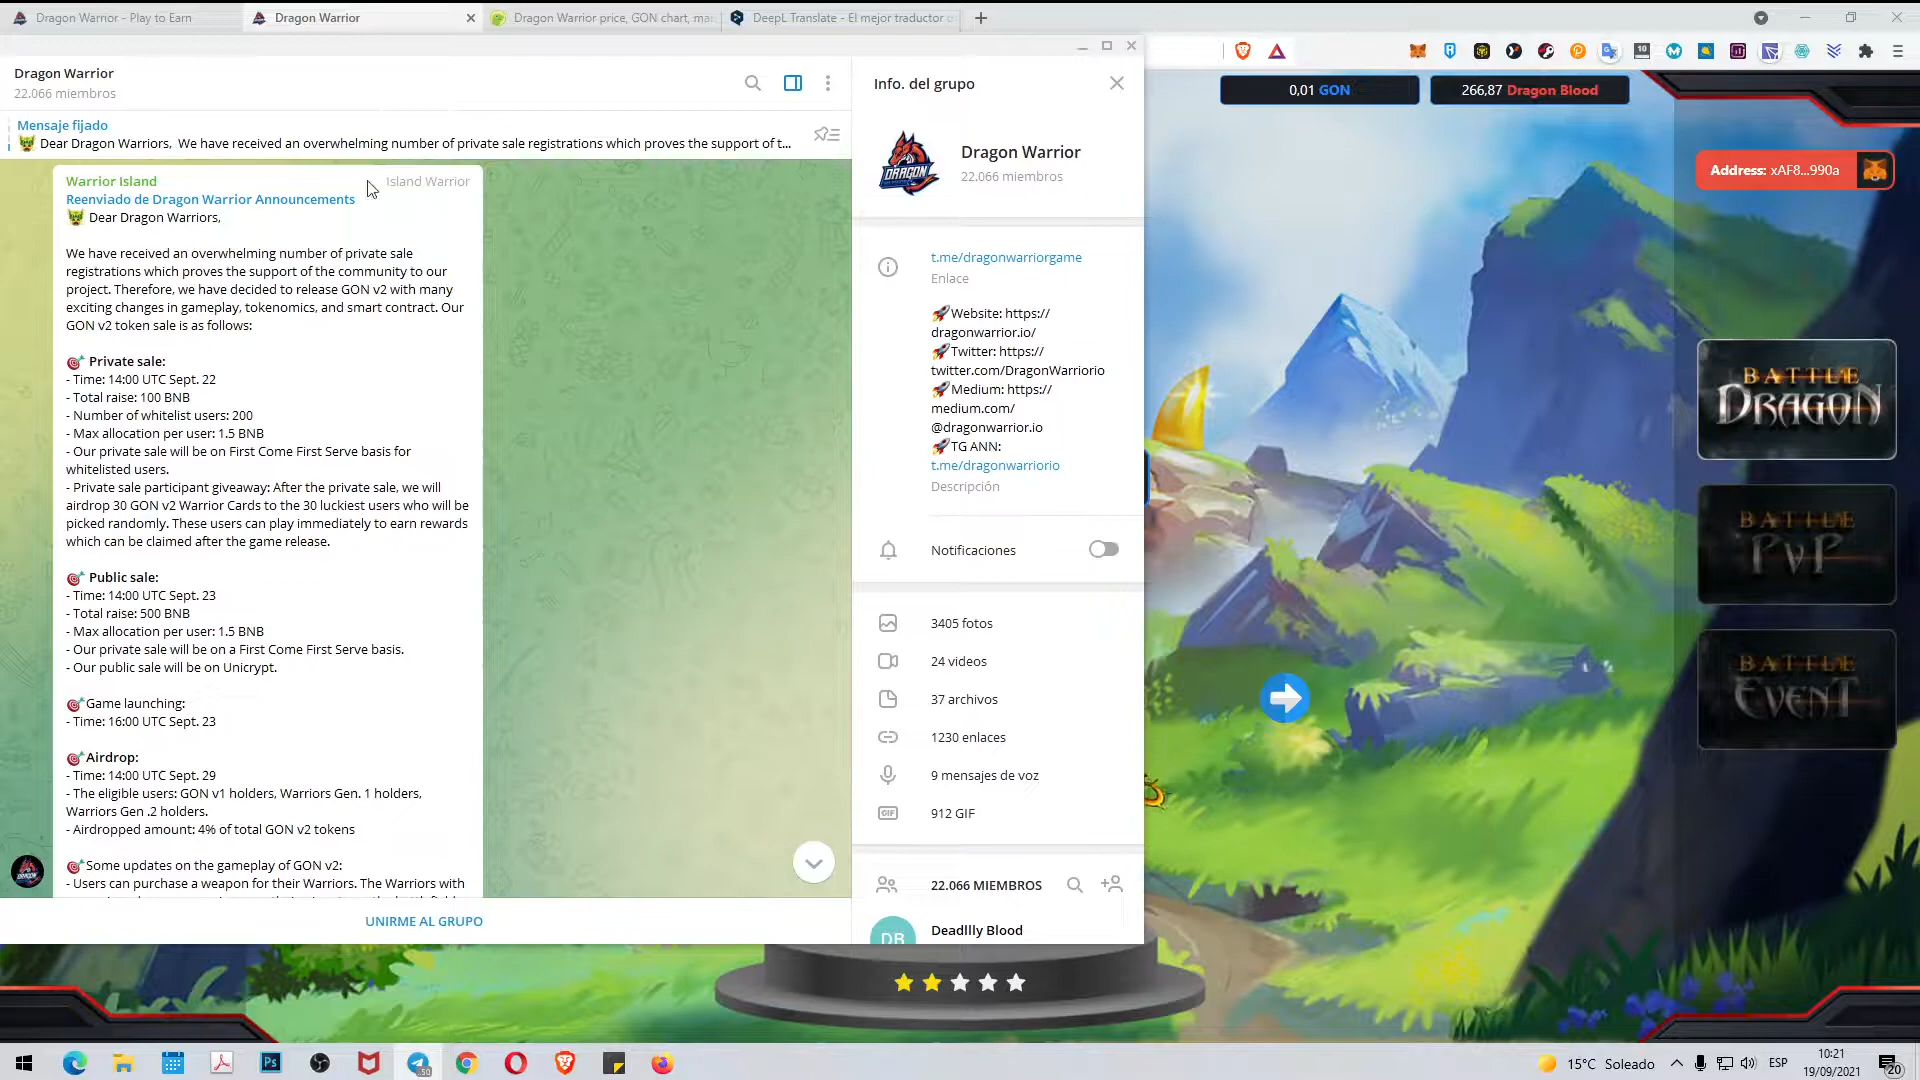 Dragon Warrior - Play to Earn
Dragon Warrior
Dragon Warrior price, GON chart, mar
DeepL Translate - El mejor traductor
Dragon Warrior
22.066 miembros
Mensaje fijado
Dear Dragon Warriors, We have received an overwhelming number of private sale registrations which proves the support of t...
Warrior Island
Island Warrior
Reenviado de Dragon Warrior Announcements
Dear Dragon Warriors,
We have received an overwhelming number of private sale
registrations which proves the support of the community to our
project. Therefore, we have decided to release GON v2 with many
exciting changes in gameplay, tokenomics, and smart contract. Our
GON v2 token sale is as follows:
Private sale:
- Time: 14:00 UTC Sept. 22
- Total raise: 100 BNB
- Number of whitelist users: 200
- Max allocation per user: 1.5 BNB
- Our private sale will be on First Come First Serve basis for
whitelisted users.
- Private sale participant giveaway: After the private sale, we will
airdrop 30 GON v2 Warrior Cards to the 30 luckiest users who will be
picked randomly. These users can play immediately to earn rewards
which can be claimed after the game release.
Public sale:
- Time: 14:00 UTC Sept. 23
- Total raise: 500 BNB
- Max allocation per user: 1.5 BNB
- Our private sale will be on a First Come First Serve basis.
- Our public sale will be on Unicrypt.
Game launching:
- Time: 16:00 UTC Sept. 23
Airdrop:
- Time: 14:00 UTC Sept. 29
- The eligible users: GON v1 holders, Warriors Gen. 1 holders,
Warriors Gen .2 holders.
- Airdropped amount: 4% of total GON v2 tokens
Some updates on the gameplay of GON v2:
- Users can purchase a weapon for their Warriors. The Warriors with
UNIRME AL GRUPO
Info. del grupo
DRAGON
Dragon Warrior
22.066 miembros
t.me/dragonwarriorgame
Enlace
Website: https://
dragonwarrior.io/
Twitter: https://
twitter.com/DragonWarriorio
Medium: https://
medium.com/
@dragonwarrior.io
TG ANN:
t.me/dragonwarriorio
Descripción
Notificaciones
3405 fotos
24 videos
37 archivos
1230 enlaces
9 mensajes de voz
GIF
912 GIF
22.066 MIEMBROS
DB
Deadllly Blood
0,01 GON
266,87 Dragon Blood
Address: xAF8...990a
BATTLE
DRAGON
BATTLE
PVP
BATTLE
EVENT
15°C Soleado
ESP
10:21
19/09/2021
20